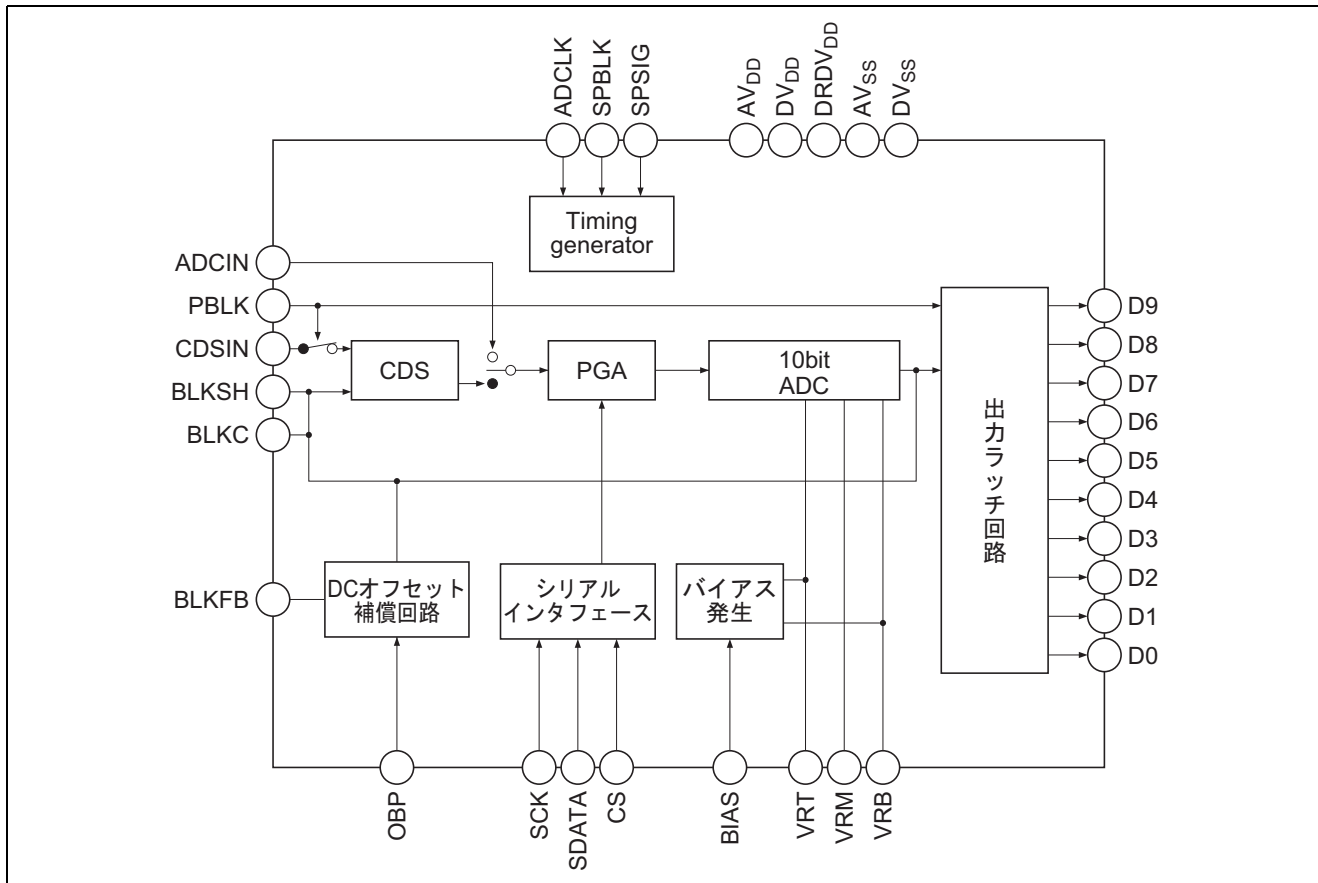 ADCLK
SPBLK
SPSIG
AVDD
DVDD
DRDVDD
AVSS
DVSS
Timing
generator
ADCIN
PBLK
CDSIN
BLKSH
BLKC
BLKFB
CDS
PGA
10bit
ADC
出力ラッチ回路
D9
D8
D7
D6
D5
D4
D3
D2
D1
D0
DCオフセット
補償回路
シリアル
インタフェース
バイアス
発生
OBP
SCK
SDATA
CS
BIAS
VRT
VRM
VRB